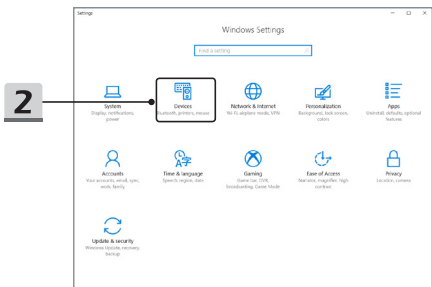 Settings
Windows Settings
Find a setting
2
System
Display, notifications,
power
Devices
Bluetooth, printers, mouse
Network & Internet
Wi-Fi, airplane mode, VPN
Personalization
Background, lock screen,
colors
Apps
Uninstall, defaults, optional
features
Accounts
Your accounts, email, sync,
work, family
Time & language
Speech, region, date
Gaming
Game bar, DVR,
broadcasting, Game Mode
Ease of Access
Narrator, magnifier, high
contrast
Privacy
Location, camera
Update & security
Windows Update, recovery,
backup